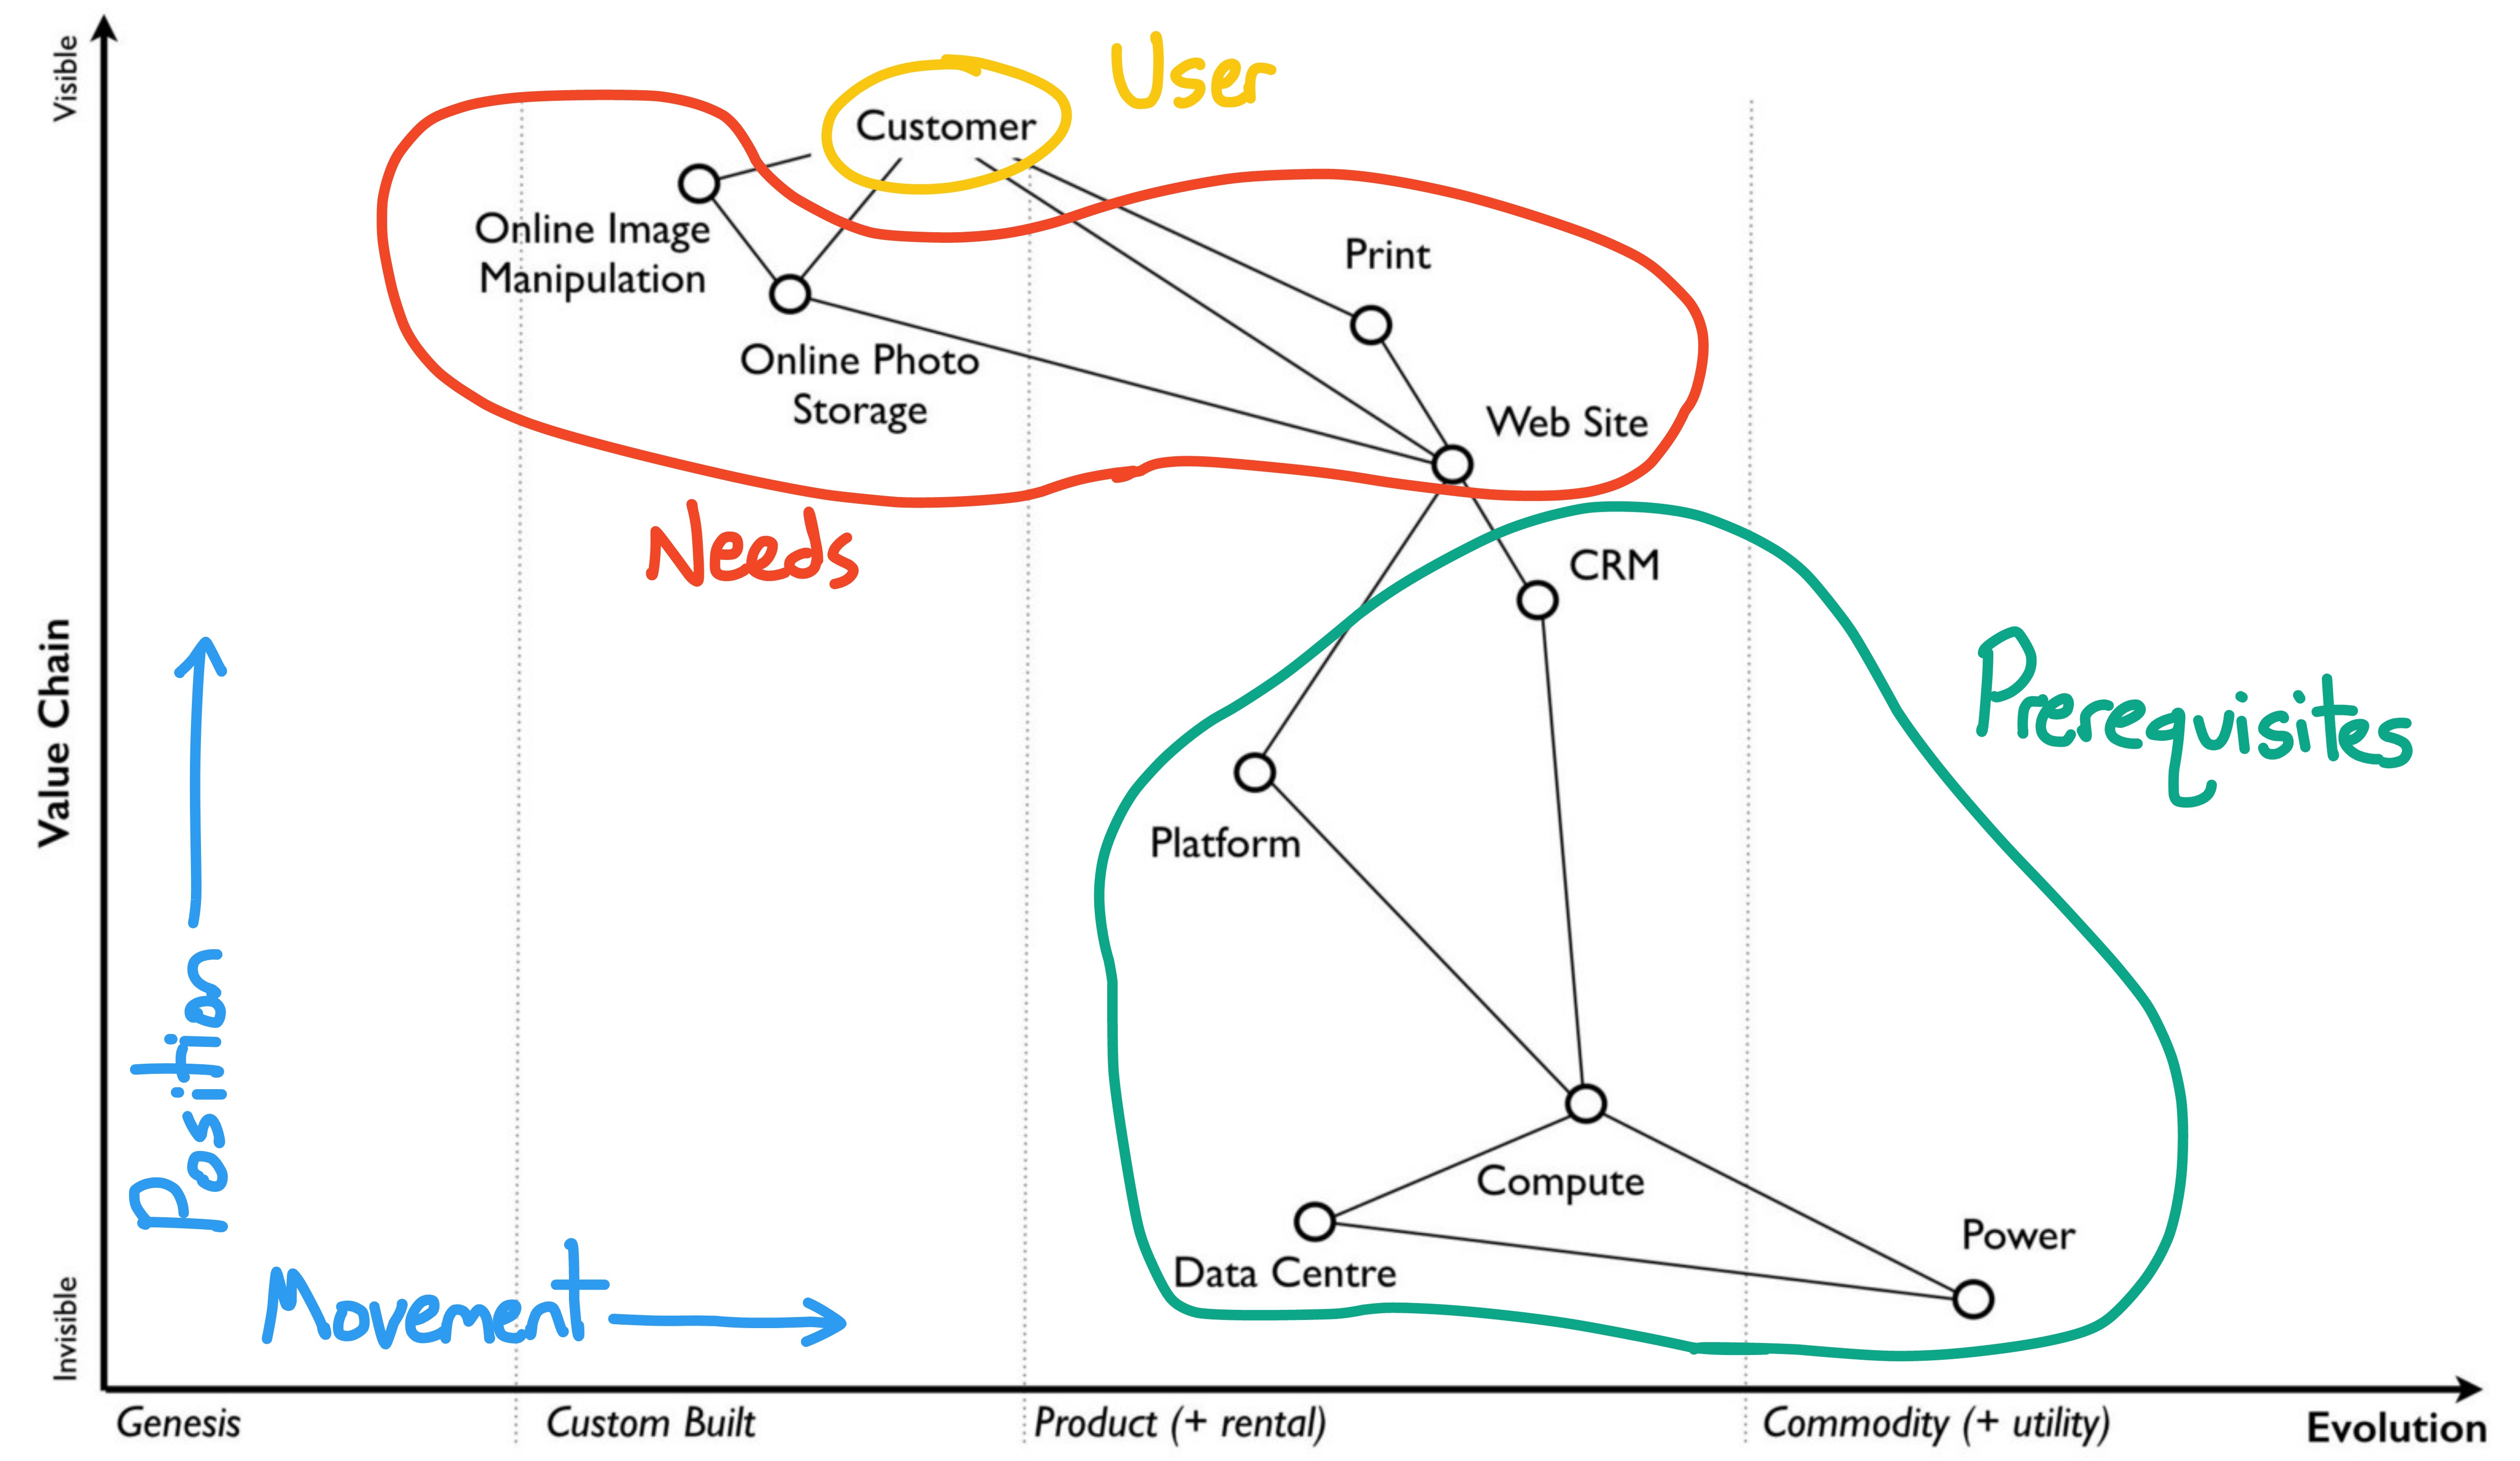 Visible
User
Customer
Online Image
Manipulation
Print
Online Photo
Storage
Web Site
Needs
CRM
Value Chain
Prerequisites
Platform
Position
Compute
Power
Data Centre
Movement
Invisible
Genesis
Custom Built
Product (+ rental)
Commodity (+ utility)
Evolution